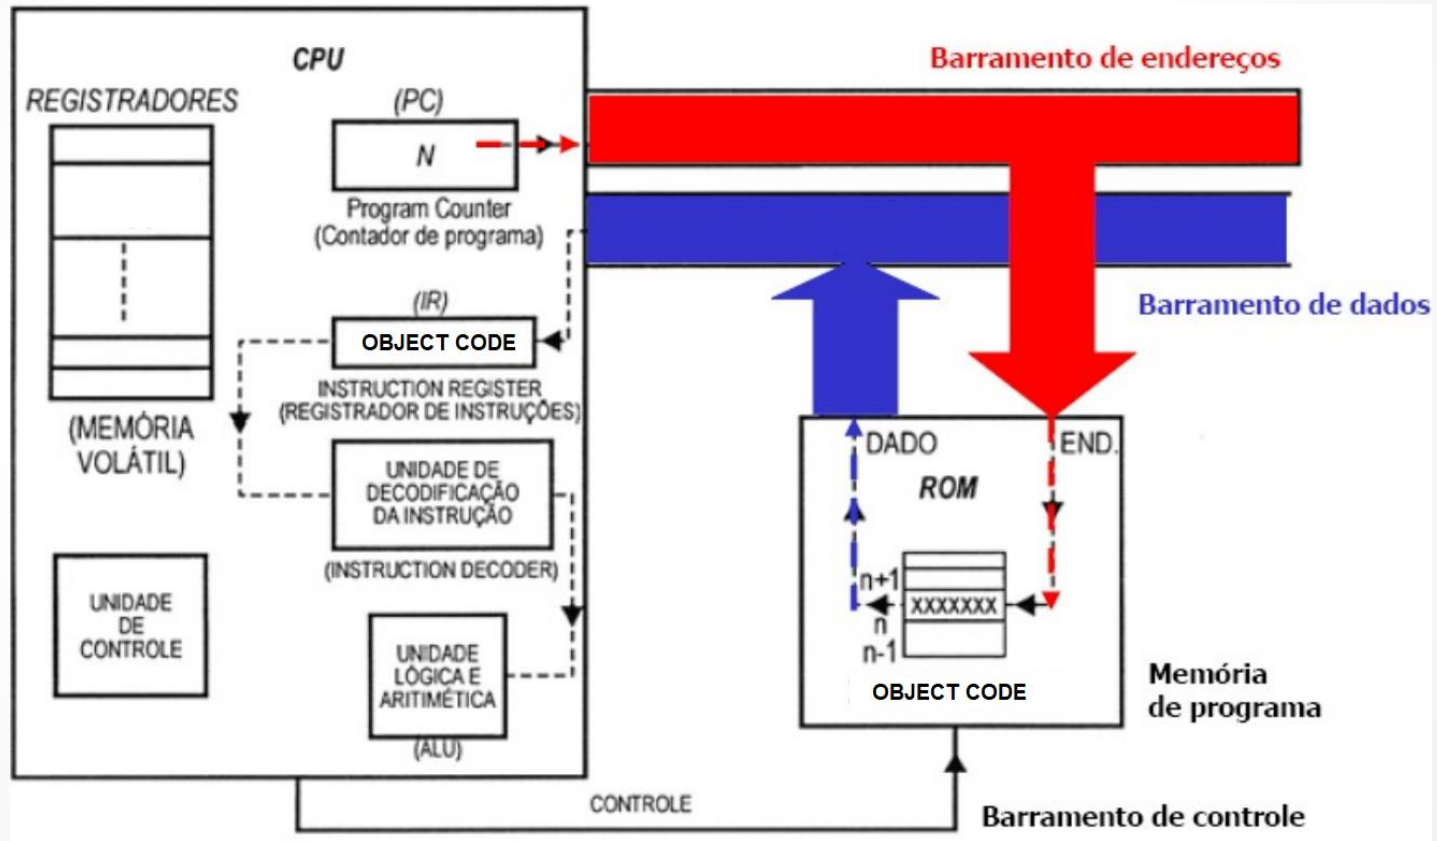 CPU
REGISTRADORES
(MEMÓRIA
VOLÁTIL)
UNIDADE
DE
CONTROLE
(PC)
N
Program Counter
(Contador de programa)
(IR)
OBJECT CODE
INSTRUCTION REGISTER
(REGISTRADOR DE INSTRUÇÕES)
UNIDADE DE
DECODIFICAÇÃO
DA INSTRUÇÃO
(INSTRUCTION DECODER)
UNIDADE
LÓGICA E
ARITIMÉTICA
(ALU)
Barramento de endereços
Barramento de dados
DADO
END.
ROM
n+1
XXXXXXX
n
n-1
OBJECT CODE
Memória
de programa
CONTROLE
Barramento de controle